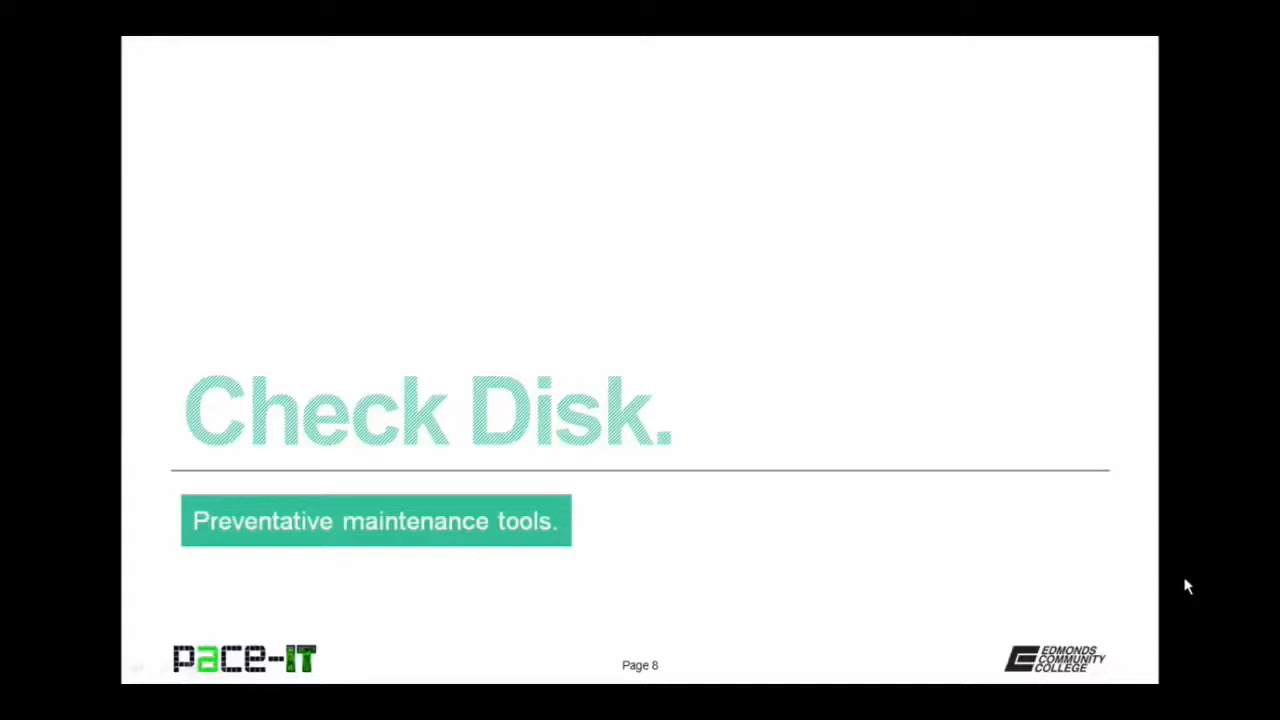 Check Disk.
Preventative maintenance tools.
pace-IT
Page 8
EDMONDS
COMMUNITY
COLLEGE